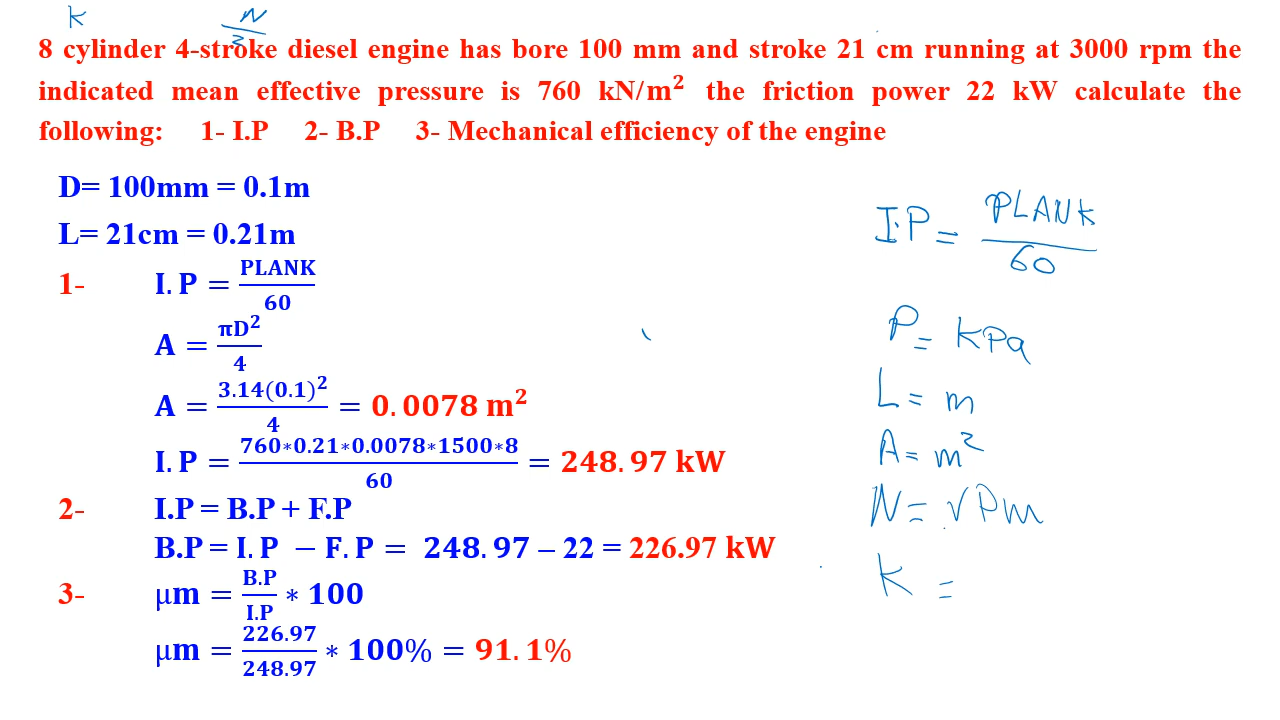 K
N/2
8 cylinder 4-stroke diesel engine has bore 100 mm and stroke 21 cm running at 3000 rpm the
indicated mean effective pressure is 760 kN/m² the friction power 22 kW calculate the
following: 1- I.P 2- B.P 3- Mechanical efficiency of the engine
D= 100mm = 0.1m
L= 21cm = 0.21m
1- I.P = PLANK/60
A = πD²/4
A = 3.14(0.1)²/4 = 0.0078 m²
I.P = 760*0.21*0.0078*1500*8/60 = 248.97 kW
2- I.P = B.P + F.P
B.P = I.P − F.P = 248.97 – 22 = 226.97 kW
3- μm = B.P/I.P * 100
μm = 226.97/248.97 * 100% = 91.1%
I.P = PLANK/60
P = kPa
L = m
A = m²
N = rPm
K =